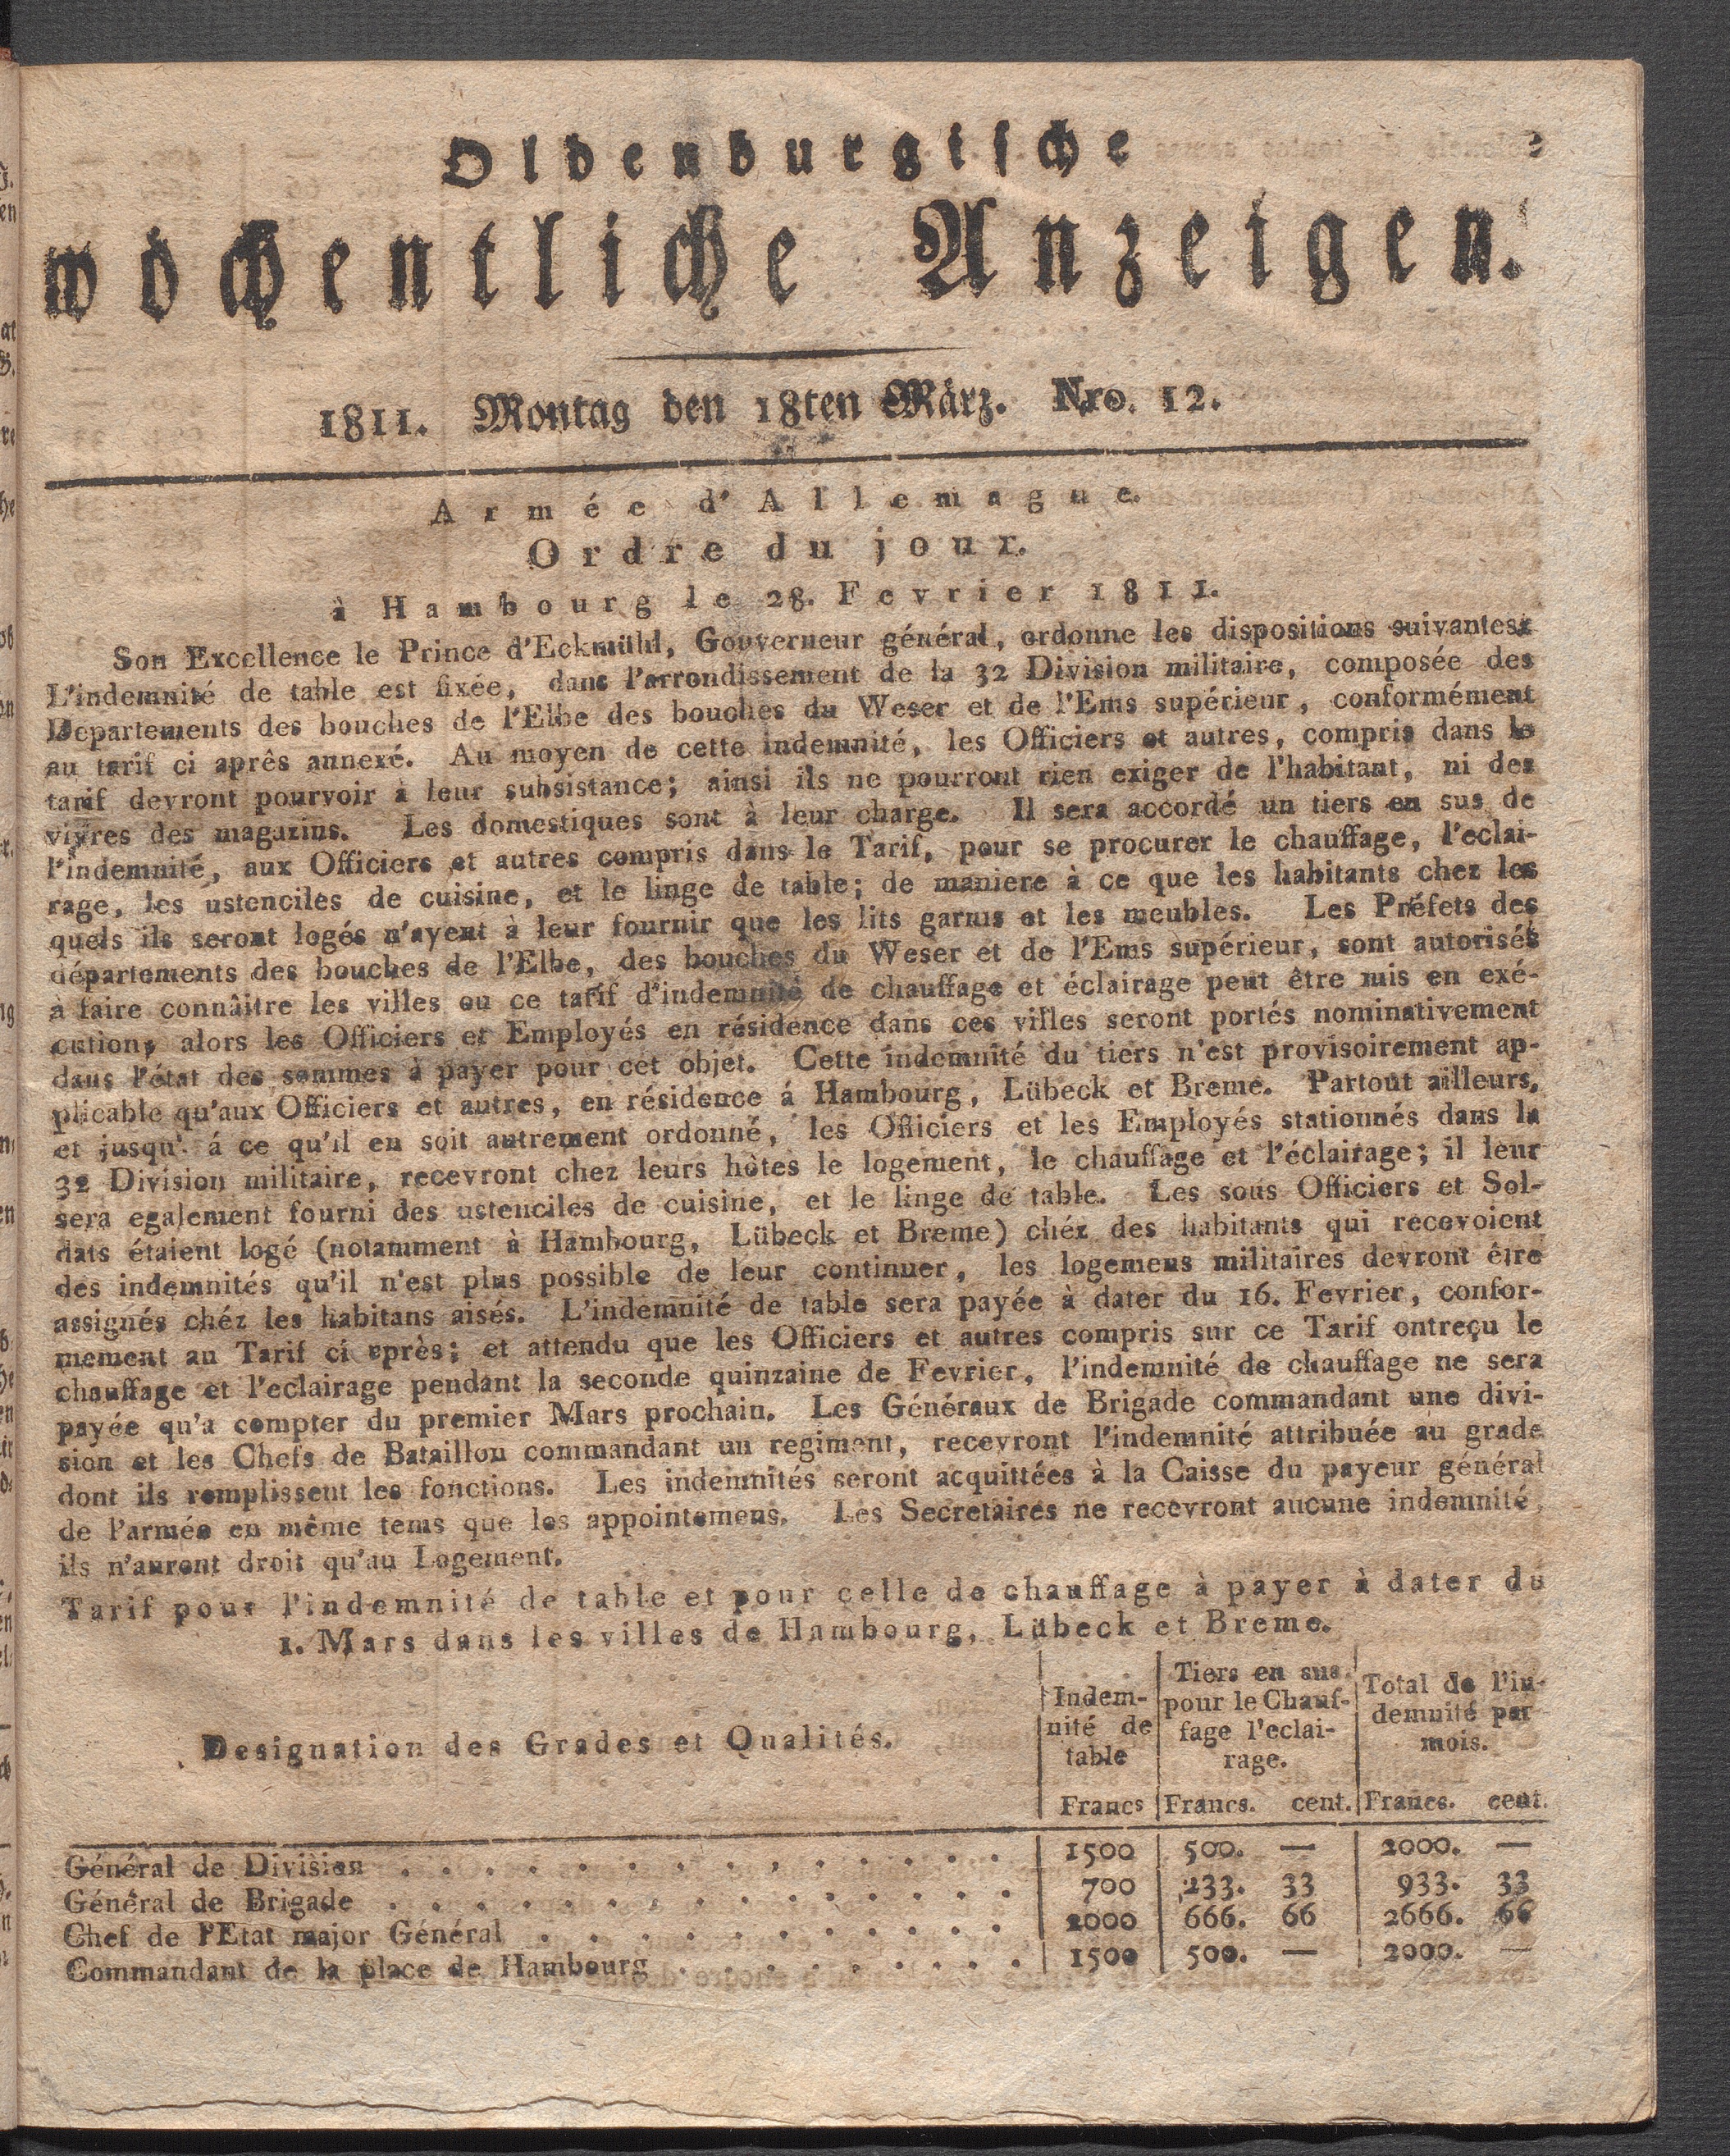 Oldenburgische
wöchentliche Anzeigen.
1811. Montag den 18ten März. Nro. 12.
Armée d'Allemague.
Ordre du jour.
à Hambourg le 28. Fevrier 1811.
Son Excellence le Prince d'Eckmühl, Gouverneur général, ordonne les dispositions suivantes:
L'indemnité de table est fixée, dans l'arrondissement de la 32 Division militaire, composée des
Departements des bouches de l'Elbe des bouches du Weser et de l'Ems supérieur, conformément
au tarif ci aprês annexé. Au moyen de cette indemnité, les Officiers et autres, compris dans le
tarif devront pourvoir à leur subsistance; ainsi ils ne pourront rien exiger de l'habitant, ni des
vivres des magazins. Les domestiques sont à leur charge. Il sera accordé un tiers en sus de
l'indemnité, aux Officiers et autres compris dans le Tarif, pour se procurer le chauffage, l'eclai-
rage, les ustenciles de cuisine, et le linge de table; de maniere à ce que les habitants chez les
quels ils seront logés n'ayent à leur fournir que les lits garnis et les meubles. Les Préfets des
départements des bouches de l'Elbe, des bouches du Weser et de l'Ems supérieur, sont autorisés
à faire connâitre les villes ou ce tarif d'indemnité de chauffage et éclairage peut être mis en exé-
cution, alors les Officiers et Employés en résidence dans ces villes seront portés nominativement
dans l'état des sommes à payer pour cet objet. Cette indemnité du tiers n'est provisoirement ap-
plicable qu'aux Officiers et autres, en résidence á Hambourg, Lübeck et Breme. Partout ailleurs,
et jusqu' á ce qu'il en soit autrement ordonné, les Officiers et les Employés stationnés dans la
32 Division militaire, recevront chez leurs hôtes le logement, le chauffage et l'éclairage; il leur
sera egalement fourni des ustenciles de cuisine, et le linge de table. Les sous Officiers et Sol-
dats étaient logé (notamment à Hambourg, Lübeck et Breme) chéz des habitants qui recevoient
des indemnités qu'il n'est plus possible de leur continuer, les logemens militaires devront être
assignés chéz les habitans aisés. L'indemnité de table sera payée à dater du 16. Fevrier, confor-
mement au Tarif ci eprès; et attendu que les Officiers et autres compris sur ce Tarif ontreçu le
chauffage et l'eclairage pendant la seconde quinzaine de Fevrier, l'indemnité de chauffage ne sera
payée qu'a compter du premier Mars prochain. Les Généraux de Brigade commandant une divi-
sion et les Chefs de Bataillon commandant un regiment, recevront l'indemnité attribuée au grade
dont ils remplissent les fonctions. Les indemnités seront acquittées à la Caisse du payeur général
de l'armée en même tems que les appointemens. Les Secretaires ne recevront aucune indemnité,
ils n'auront droit qu'au Logement.
Tarif pour l'indemnité de table et pour celle de chauffage à payer à dater du
1. Mars dans les villes de Hambourg, Lübeck et Breme.
Designation des Grades et Qualités.
Indem-
nité de
table
Francs
Tiers en sus
pour le Chauf-
fage l'eclai-
rage.
Francs. cent.
Total de l'in-
demnité par
mois.
Francs. cent.
Général de Division . . . . . . . . . . . . . 1500 500. — 2000. —
Général de Brigade . . . . . . . . . . . . . 700 233. 33 933. 33
Chef de l'Etat major Général . . . . . . . . . . 2000 666. 66 2666. 66
Commandant de la place de Hambourg . . . . . . . . 1500 500. — 2000. —